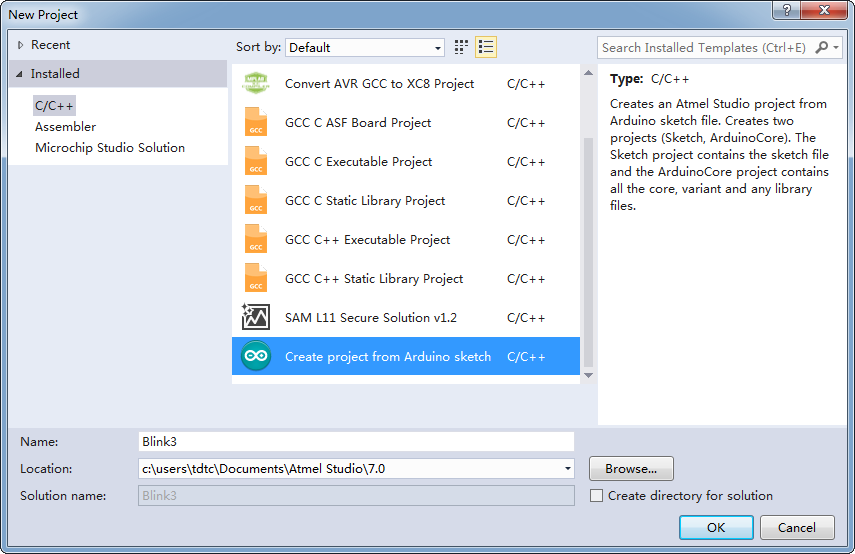 New Project
Recent
Installed
C/C++
Assembler
Microchip Studio Solution
Sort by: Default
Search Installed Templates (Ctrl+E)
Convert AVR GCC to XC8 Project C/C++
GCC C ASF Board Project C/C++
GCC C Executable Project C/C++
GCC C Static Library Project C/C++
GCC C++ Executable Project C/C++
GCC C++ Static Library Project C/C++
SAM L11 Secure Solution v1.2 C/C++
Create project from Arduino sketch C/C++
GCC
GCC
GCC
GCC
GCC
Type: C/C++
Creates an Atmel Studio project from
Arduino sketch file. Creates two
projects (Sketch, ArduinoCore). The
Sketch project contains the sketch file
and the ArduinoCore project contains
all the core, variant and any library
files.
Name: Blink3
Location: c:\users\tdtc\Documents\Atmel Studio\7.0
Browse...
Solution name: Blink3
Create directory for solution
OK
Cancel